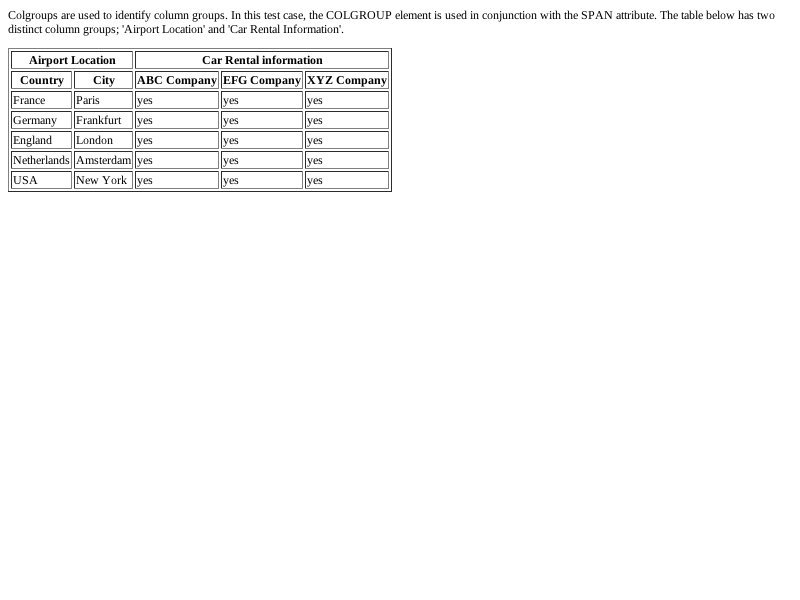 Colgroups are used to identify column groups. In this test case, the COLGROUP element is used in conjunction with the SPAN attribute. The table below has two
distinct column groups; 'Airport Location' and 'Car Rental Information'.
Airport Location Car Rental information
Country City ABC Company EFG Company XYZ Company
France Paris yes yes yes
Germany Frankfurt yes yes yes
England London yes yes yes
Netherlands Amsterdam yes yes yes
USA New York yes yes yes